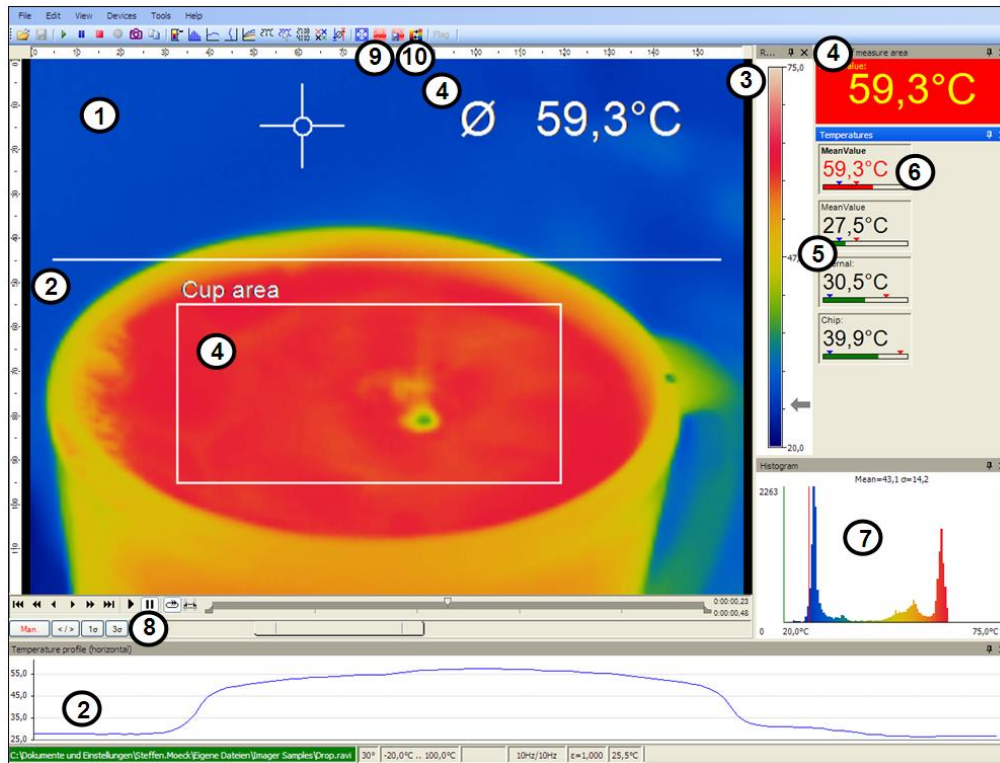 File Edit View Devices Tools Help
Flag
0 10 20 30 40 50 60 70 80 90 100 110 120 130 140 150
9 10
1
4
Ø 59,3°C
2
Cup area
4
R...
3
75,0
47,
20,0
4
measure area
59,3°C
Temperatures
MeanValue
59,3°C
6
MeanValue
27,5°C
5
30,5°C
Chip:
39,9°C
Histogram
Mean=43,1 σ=14,2
2263
7
0 20,0°C 75,0°C
0:00:00,23
0:00:00,48
Man. < / > 1σ 3σ
8
Temperature profile (horizontal)
55,0
45,0
35,0
25,0
2
C:\Dokumente und Einstellungen\Steffen.Moeck\Eigene Dateien\Imager Samples\Drop.ravi 30° -20,0°C .. 100,0°C 10Hz/10Hz ε=1,000 25,5°C